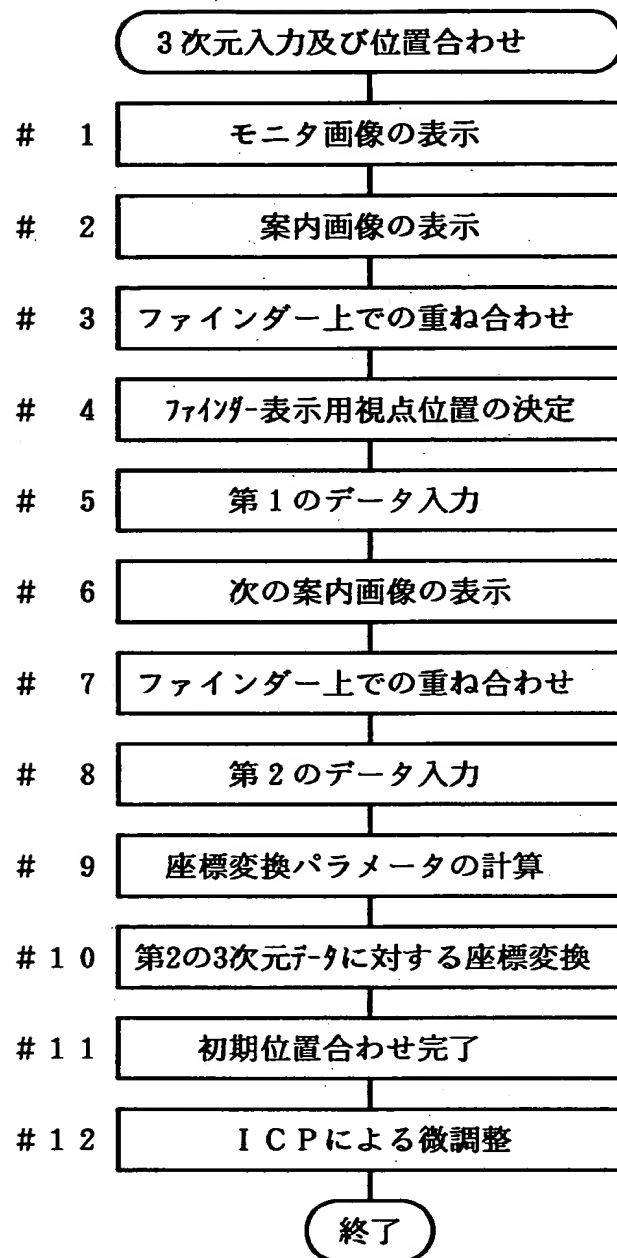 3次元入力及び位置合わせ
# 1 モニタ画像の表示
# 2 案内画像の表示
# 3 ファインダー上での重ね合わせ
# 4 ﾌｧｲﾝﾀﾞｰ表示用視点位置の決定
# 5 第1のデータ入力
# 6 次の案内画像の表示
# 7 ファインダー上での重ね合わせ
# 8 第2のデータ入力
# 9 座標変換パラメータの計算
#10 第2の3次元ﾃﾞｰﾀに対する座標変換
#11 初期位置合わせ完了
#12 ICPによる微調整
終了